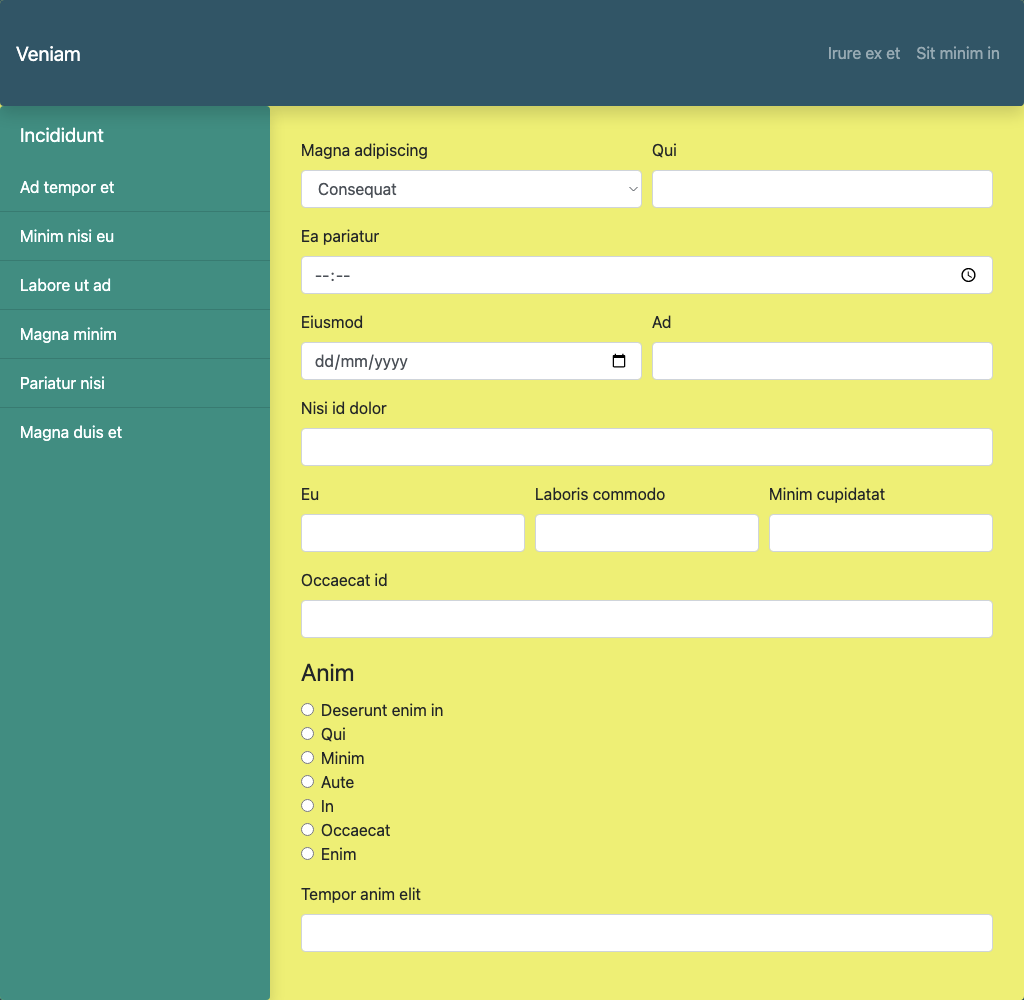 Veniam
Irure ex et
Sit minim in
Incididunt
Ad tempor et
Minim nisi eu
Labore ut ad
Magna minim
Pariatur nisi
Magna duis et
Magna adipiscing
Qui
Consequat
Ea pariatur
--:--
Eiusmod
Ad
dd/mm/yyyy
Nisi id dolor
Eu
Laboris commodo
Minim cupidatat
Occaecat id
Anim
Deserunt enim in
Qui
Minim
Aute
In
Occaecat
Enim
Tempor anim elit